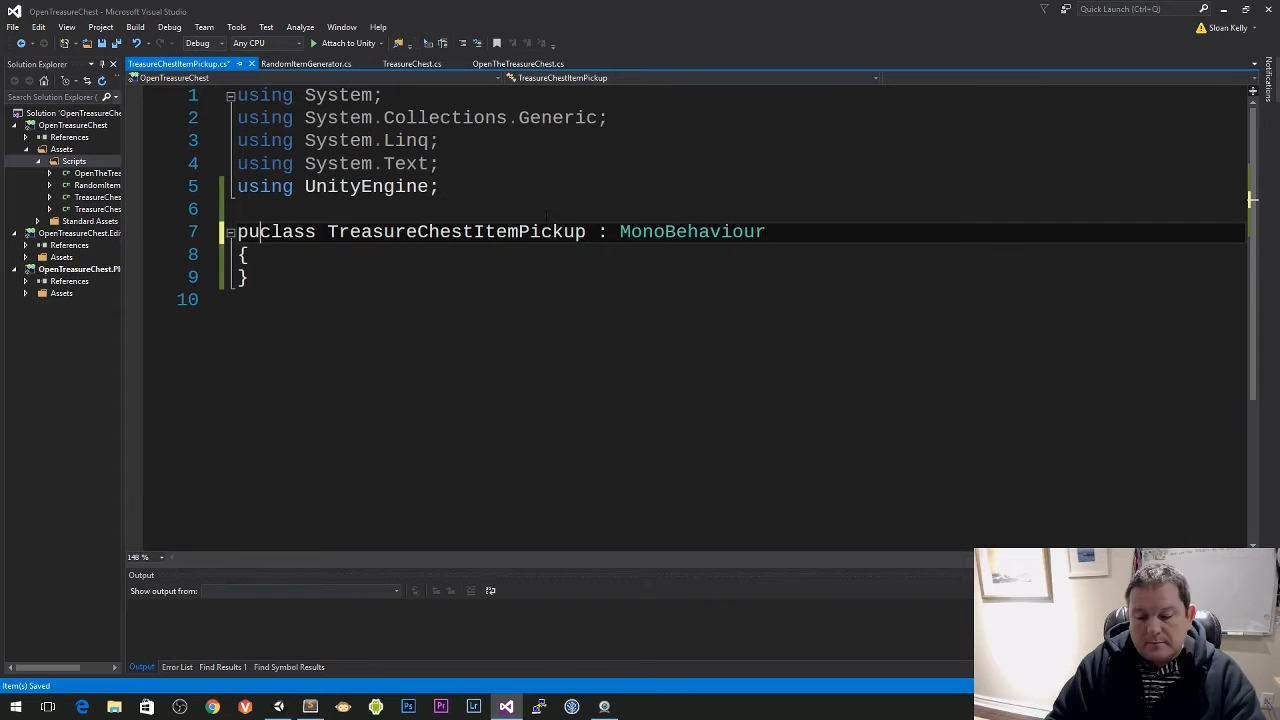 OpenTreasureChest - Microsoft Visual Studio
Quick Launch (Ctrl+Q)
File Edit View Project Build Debug Team Tools Test Analyze Window Help
Sloan Kelly
Debug Any CPU Attach to Unity
Solution Explorer
TreasureChestItemPickup.cs* RandomItemGenerator.cs TreasureChest.cs OpenTheTreasureChest.cs
OpenTreasureChest TreasureChestItemPickup
Search Solution Explorer (Ctrl+
Solution 'OpenTreasureChe
OpenTreasureChest
References
Assets
Scripts
OpenTheTrea
RandomItem
TreasureChes
TreasureChes
Standard Assets
OpenTreasureChest.Editor
References
Assets
OpenTreasureChest.Pl
References
Assets
1 using System;
2 using System.Collections.Generic;
3 using System.Linq;
4 using System.Text;
5 using UnityEngine;
6
7 puclass TreasureChestItemPickup : MonoBehaviour
8 {
9 }
10
Notifications
148 %
Output
Show output from:
Output Error List Find Results 1 Find Symbol Results
Item(s) Saved